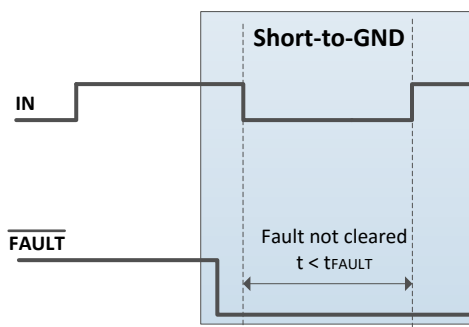 Short-to-GND
IN
FAULT
Fault not cleared
t < tFAULT